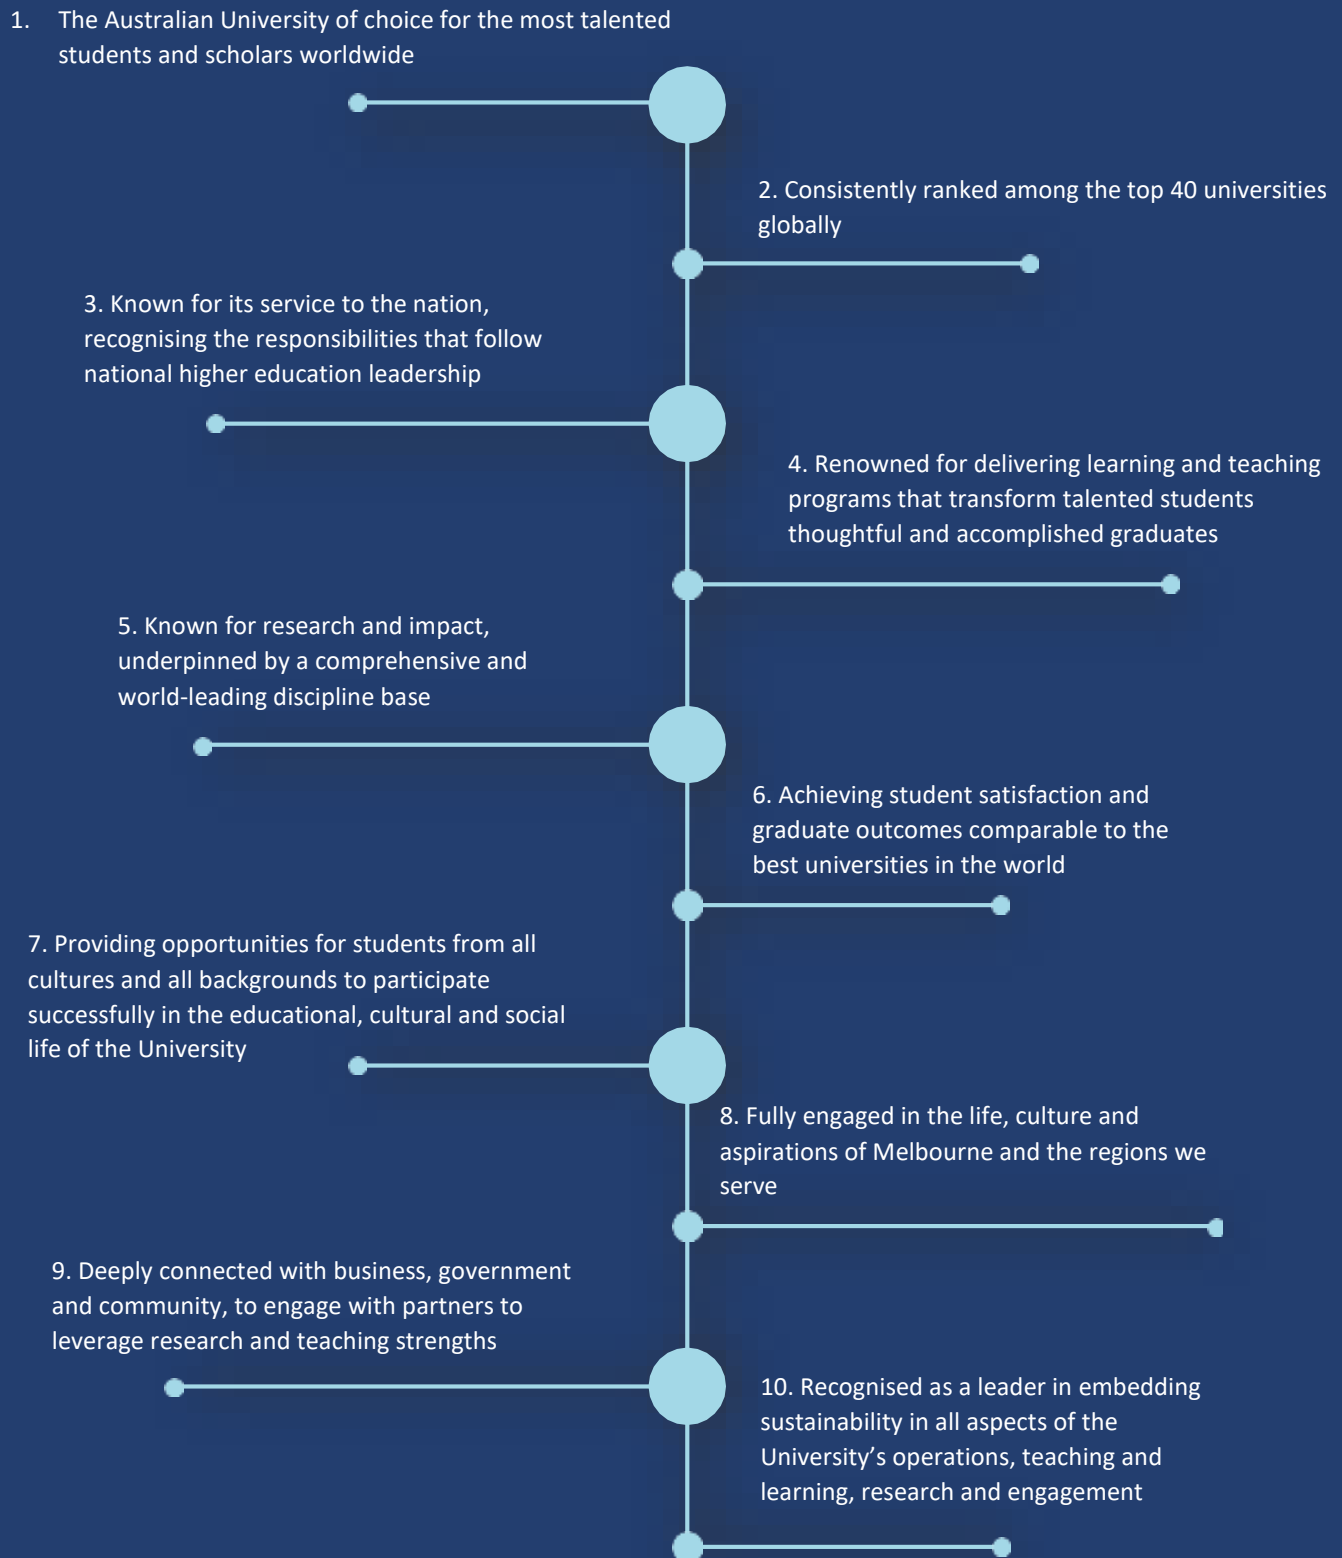 1. The Australian University of choice for the most talented
students and scholars worldwide
2. Consistently ranked among the top 40 universities
globally
3. Known for its service to the nation,
recognising the responsibilities that follow
national higher education leadership
4. Renowned for delivering learning and teaching
programs that transform talented students
thoughtful and accomplished graduates
5. Known for research and impact,
underpinned by a comprehensive and
world-leading discipline base
6. Achieving student satisfaction and
graduate outcomes comparable to the
best universities in the world
7. Providing opportunities for students from all
cultures and all backgrounds to participate
successfully in the educational, cultural and social
life of the University
8. Fully engaged in the life, culture and
aspirations of Melbourne and the regions we
serve
9. Deeply connected with business, government
and community, to engage with partners to
leverage research and teaching strengths
10. Recognised as a leader in embedding
sustainability in all aspects of the
University’s operations, teaching and
learning, research and engagement